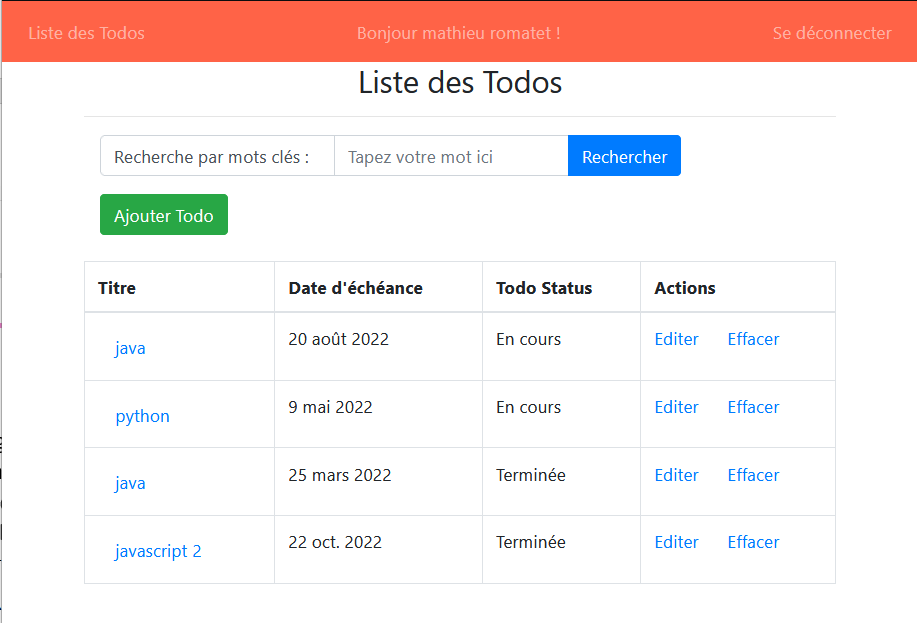 Liste des Todos Bonjour mathieu romatet ! Se déconnecter
Liste des Todos
Recherche par mots clés : Tapez votre mot ici Rechercher
Ajouter Todo
Titre Date d'échéance Todo Status Actions
java 20 août 2022 En cours Editer Effacer
python 9 mai 2022 En cours Editer Effacer
java 25 mars 2022 Terminée Editer Effacer
javascript 2 22 oct. 2022 Terminée Editer Effacer